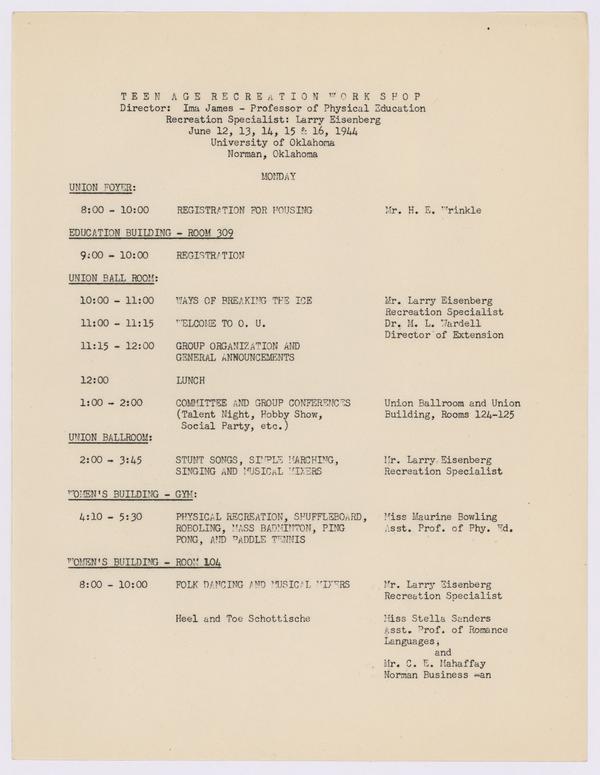 T E E N  A G E  R E C R E A T I O N  W O R K  S H O P
Director: Ima James - Professor of Physical Education
Recreation Specialist: Larry Eisenberg
June 12, 13, 14, 15 & 16, 1944
University of Oklahoma
Norman, Oklahoma
MONDAY
UNION FOYER:
8:00 - 10:00 REGISTRATION FOR HOUSING Mr. H. E. Wrinkle
EDUCATION BUILDING - ROOM 309
9:00 - 10:00 REGISTRATION
UNION BALL ROOM:
10:00 - 11:00 WAYS OF BREAKING THE ICE Mr. Larry Eisenberg
Recreation Specialist
11:00 - 11:15 WELCOME TO O. U. Dr. M. L. Wardell
Director of Extension
11:15 - 12:00 GROUP ORGANIZATION AND
GENERAL ANNOUNCEMENTS
12:00 LUNCH
1:00 - 2:00 COMMITTEE AND GROUP CONFERENCES Union Ballroom and Union
(Talent Night, Hobby Show, Building, Rooms 124-125
Social Party, etc.)
UNION BALLROOM:
2:00 - 3:45 STUNT SONGS, SIMPLE MARCHING, Mr. Larry Eisenberg
SINGING AND MUSICAL MIXERS Recreation Specialist
WOMEN'S BUILDING - GYM:
4:10 - 5:30 PHYSICAL RECREATION, SHUFFLEBOARD, Miss Maurine Bowling
ROBOLING, MASS BADMINTON, PING Asst. Prof. of Phy. Ed.
PONG, AND PADDLE TENNIS
WOMEN'S BUILDING - ROOM 104
8:00 - 10:00 FOLK DANCING AND MUSICAL MIXERS Mr. Larry Eisenberg
Recreation Specialist
Heel and Toe Schottische Miss Stella Sanders
Asst. Prof. of Romance
Languages,
and
Mr. C. E. Mahaffay
Norman Business